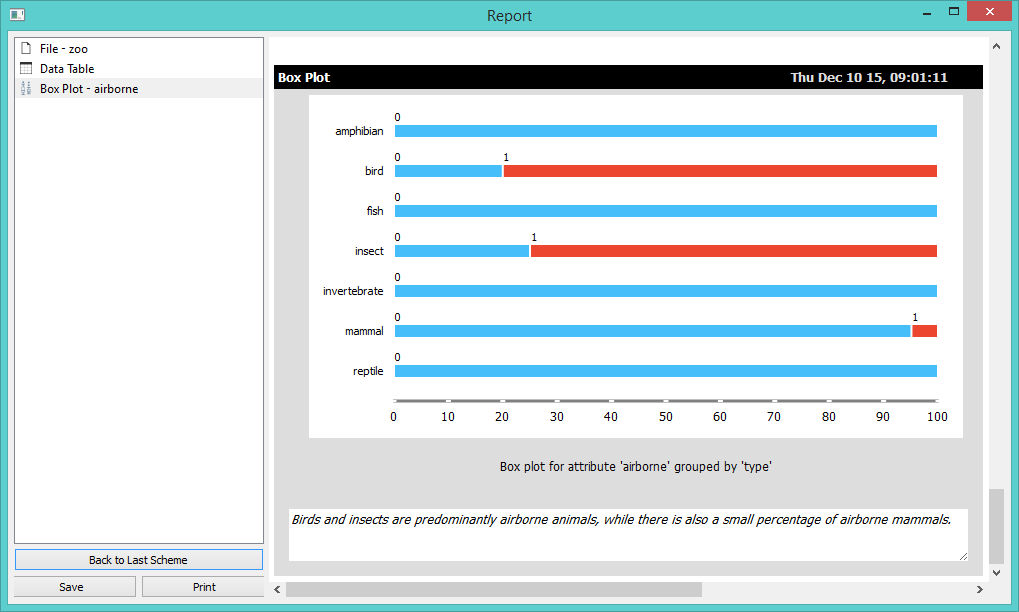 Report
File - zoo
Data Table
Box Plot - airborne
Back to Last Scheme
Save
Print
Box Plot
Thu Dec 10 15, 09:01:11
0
amphibian
0 1
bird
0
fish
0 1
insect
0
invertebrate
0 1
mammal
0
reptile
0 10 20 30 40 50 60 70 80 90 100
Box plot for attribute 'airborne' grouped by 'type'
Birds and insects are predominantly airborne animals, while there is also a small percentage of airborne mammals.